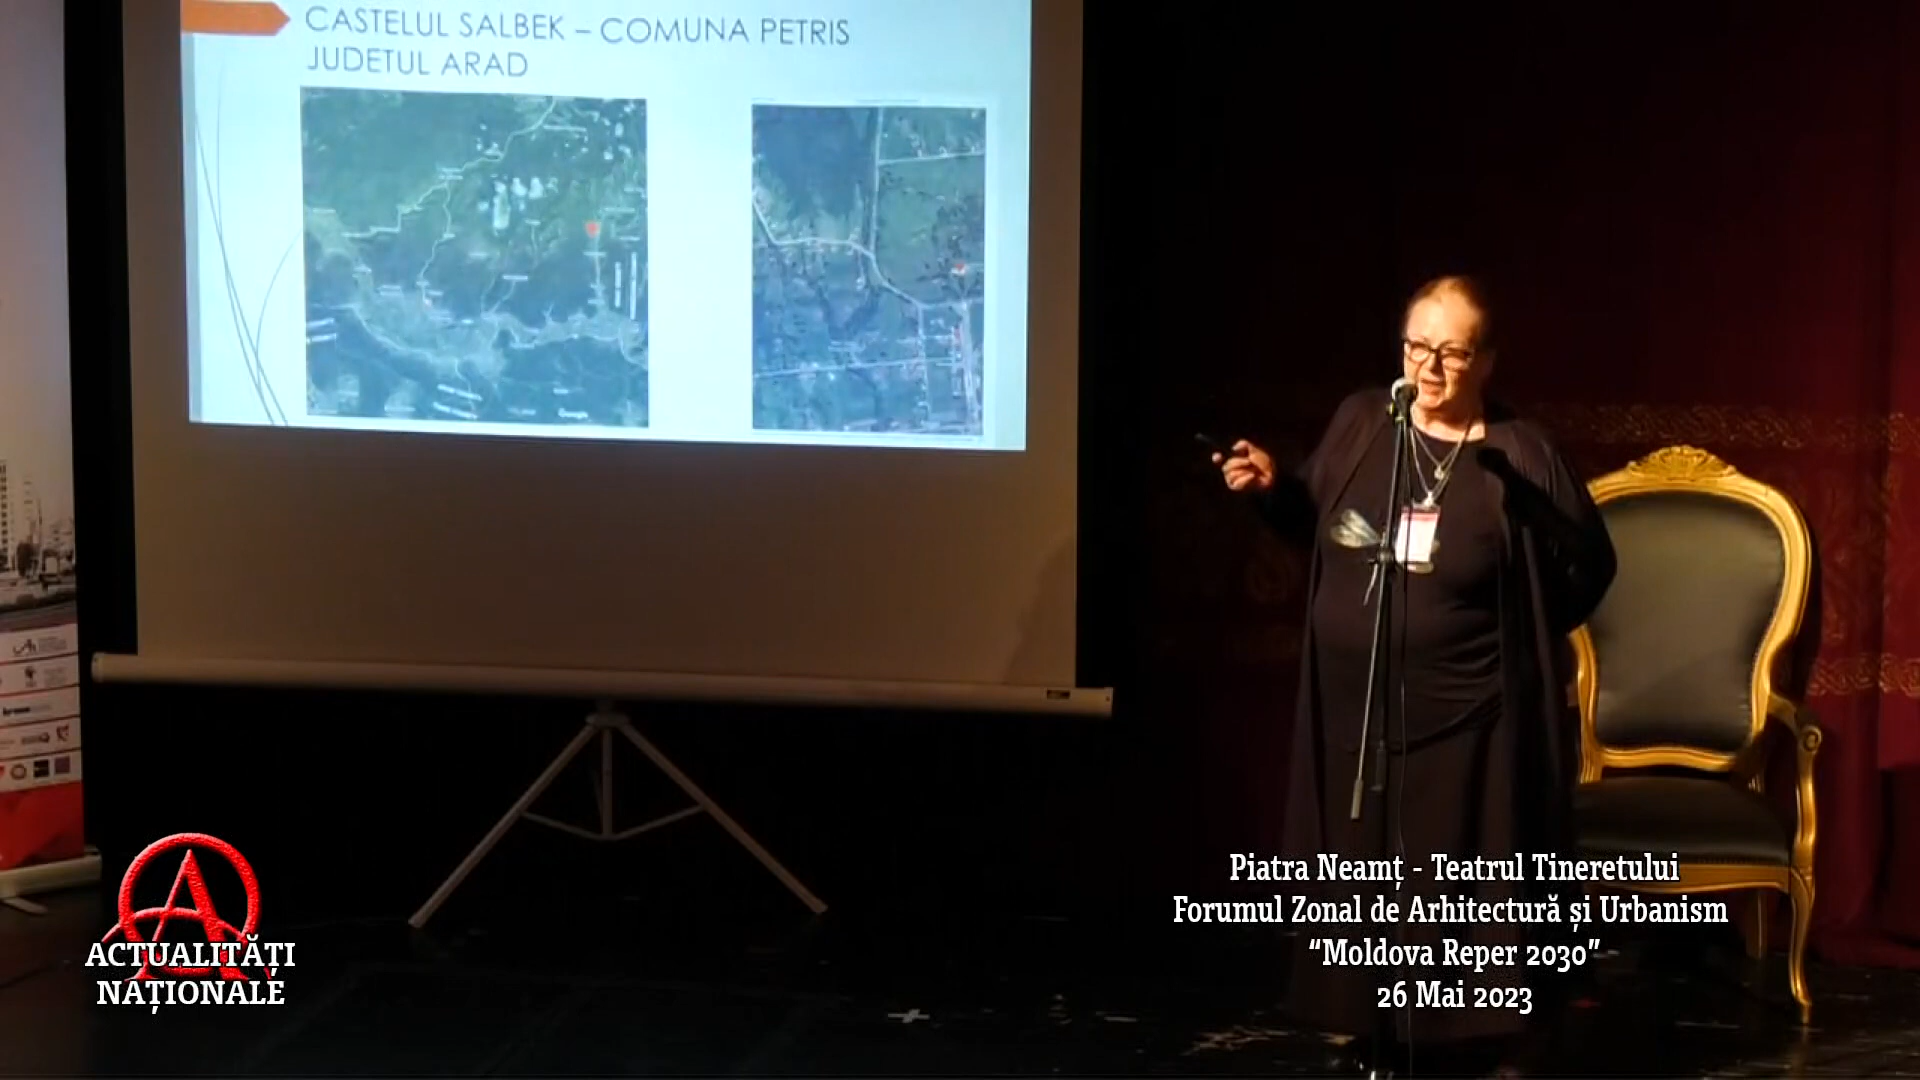 CASTELUL SALBEK – COMUNA PETRIS
JUDETUL ARAD
Google
Piatra Neamț - Teatrul Tineretului
Forumul Zonal de Arhitectură și Urbanism
“Moldova Reper 2030”
26 Mai 2023
ACTUALITĂȚI
NAȚIONALE